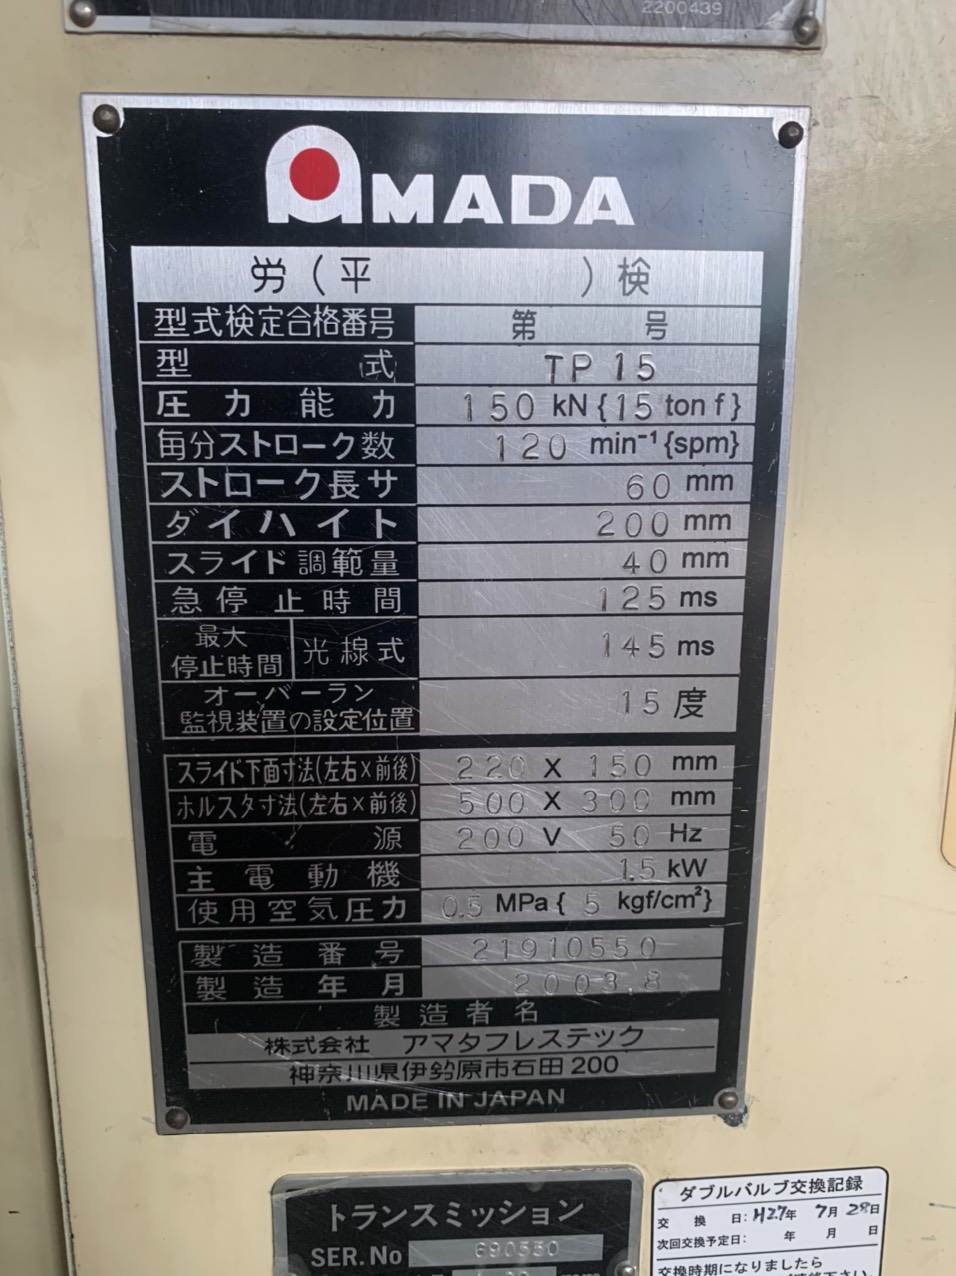 2200439
AMADA
労(平　　　)検
型式検定合格番号 第　　号
型式 TP15
圧力能力 150 kN{15 ton f}
毎分ストローク数 120 min⁻¹{spm}
ストローク長サ 60 mm
ダイハイト 200 mm
スライド調範量 40 mm
急停止時間 125 ms
最大停止時間 光線式 145 ms
オーバーラン監視装置の設定位置 15度
スライド下面寸法(左右×前後) 220 X 150 mm
ホルスタ寸法(左右×前後) 500 X 300 mm
電源 200 V 50 Hz
主電動機 1.5 kW
使用空気圧力 0.5 MPa{ 5 kgf/cm²}
製造番号 21910550
製造年月 2003.8
製造者名
株式会社 アマタフレステック
神奈川県伊勢原市石田200
MADE IN JAPAN
トランスミッション
SER.No 690550
ダブルバルブ交換記録
交換日:H27年 7月 28日
次回交換予定日: 年 月 日
交換時期になりましたら